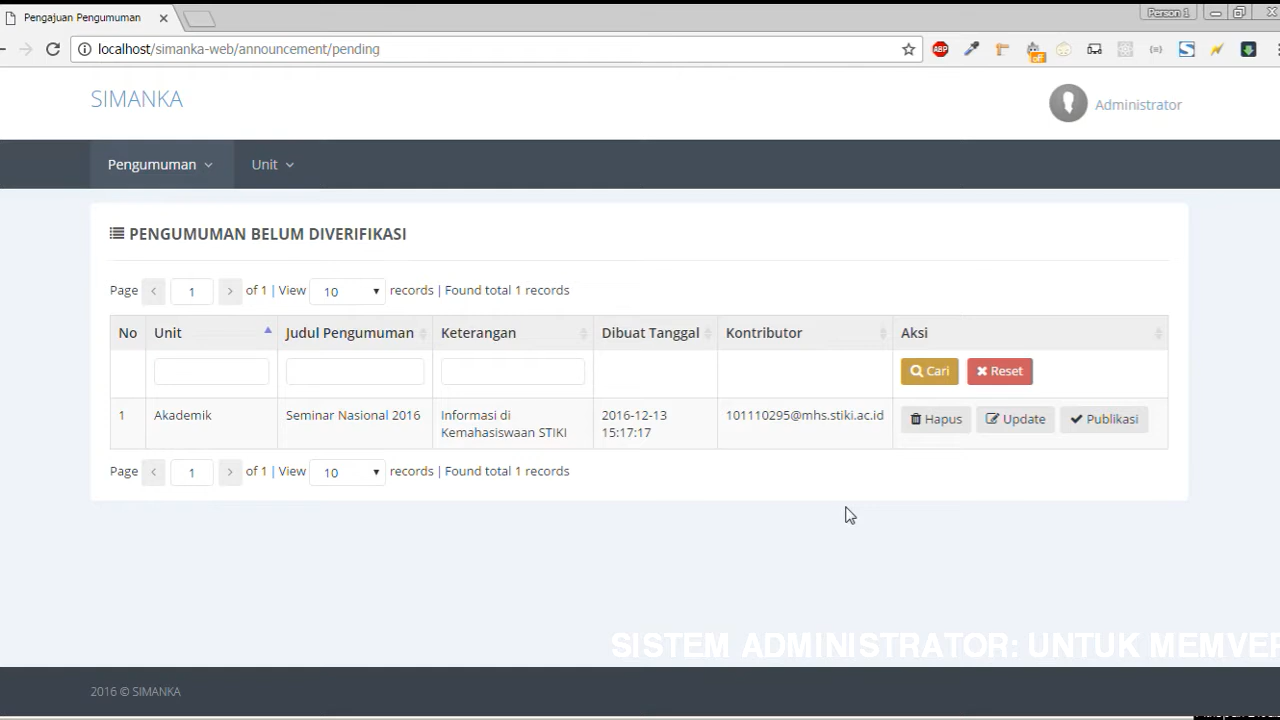 Pengajuan Pengumuman
Person 1
localhost/simanka-web/announcement/pending
ABP
off
SIMANKA
Administrator
Pengumuman
Unit
PENGUMUMAN BELUM DIVERIFIKASI
Page 1 of 1 | View 10 records | Found total 1 records
No Unit Judul Pengumuman Keterangan Dibuat Tanggal Kontributor Aksi
Cari Reset
1 Akademik Seminar Nasional 2016 Informasi di 2016-12-13 101110295@mhs.stiki.ac.id Hapus Update Publikasi
Kemahasiswaan STIKI 15:17:17
Page 1 of 1 | View 10 records | Found total 1 records
SISTEM ADMINISTRATOR: UNTUK MEMVER
2016 © SIMANKA